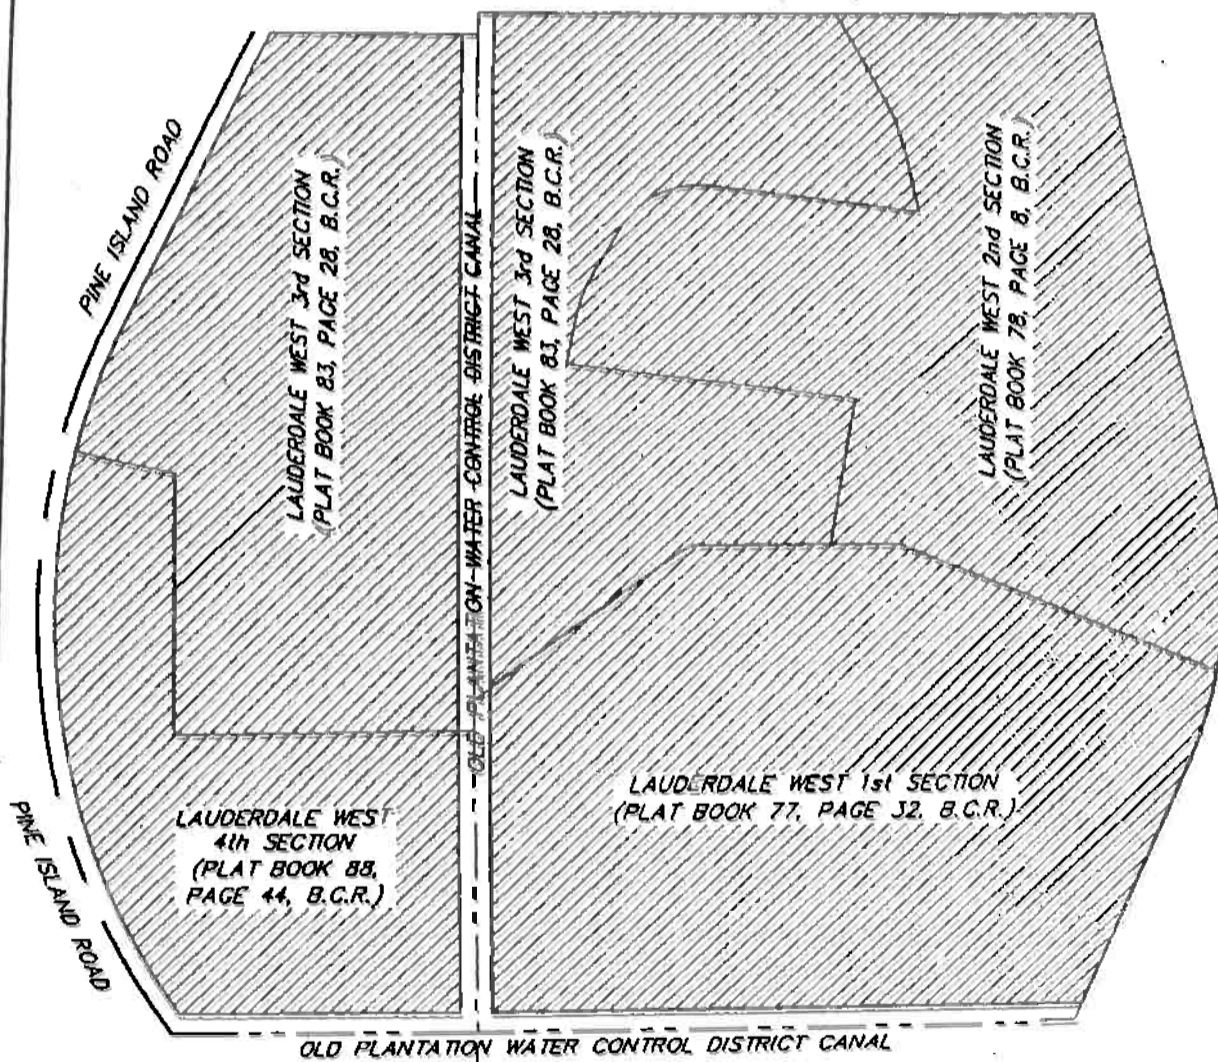 PINE ISLAND ROAD
LAUDERDALE WEST 3rd SECTION
(PLAT BOOK 83, PAGE 28, B.C.R.)
OLD PLANTATION WATER CONTROL DISTRICT CANAL
LAUDERDALE WEST 3rd SECTION
(PLAT BOOK 83, PAGE 28, B.C.R.)
LAUDERDALE WEST 2nd SECTION
(PLAT BOOK 78, PAGE 8, B.C.R.)
LAUDERDALE WEST 1st SECTION
(PLAT BOOK 77, PAGE 32, B.C.R.)
LAUDERDALE WEST
4th SECTION
(PLAT BOOK 88,
PAGE 44, B.C.R.)
PINE ISLAND ROAD
OLD PLANTATION WATER CONTROL DISTRICT CANAL